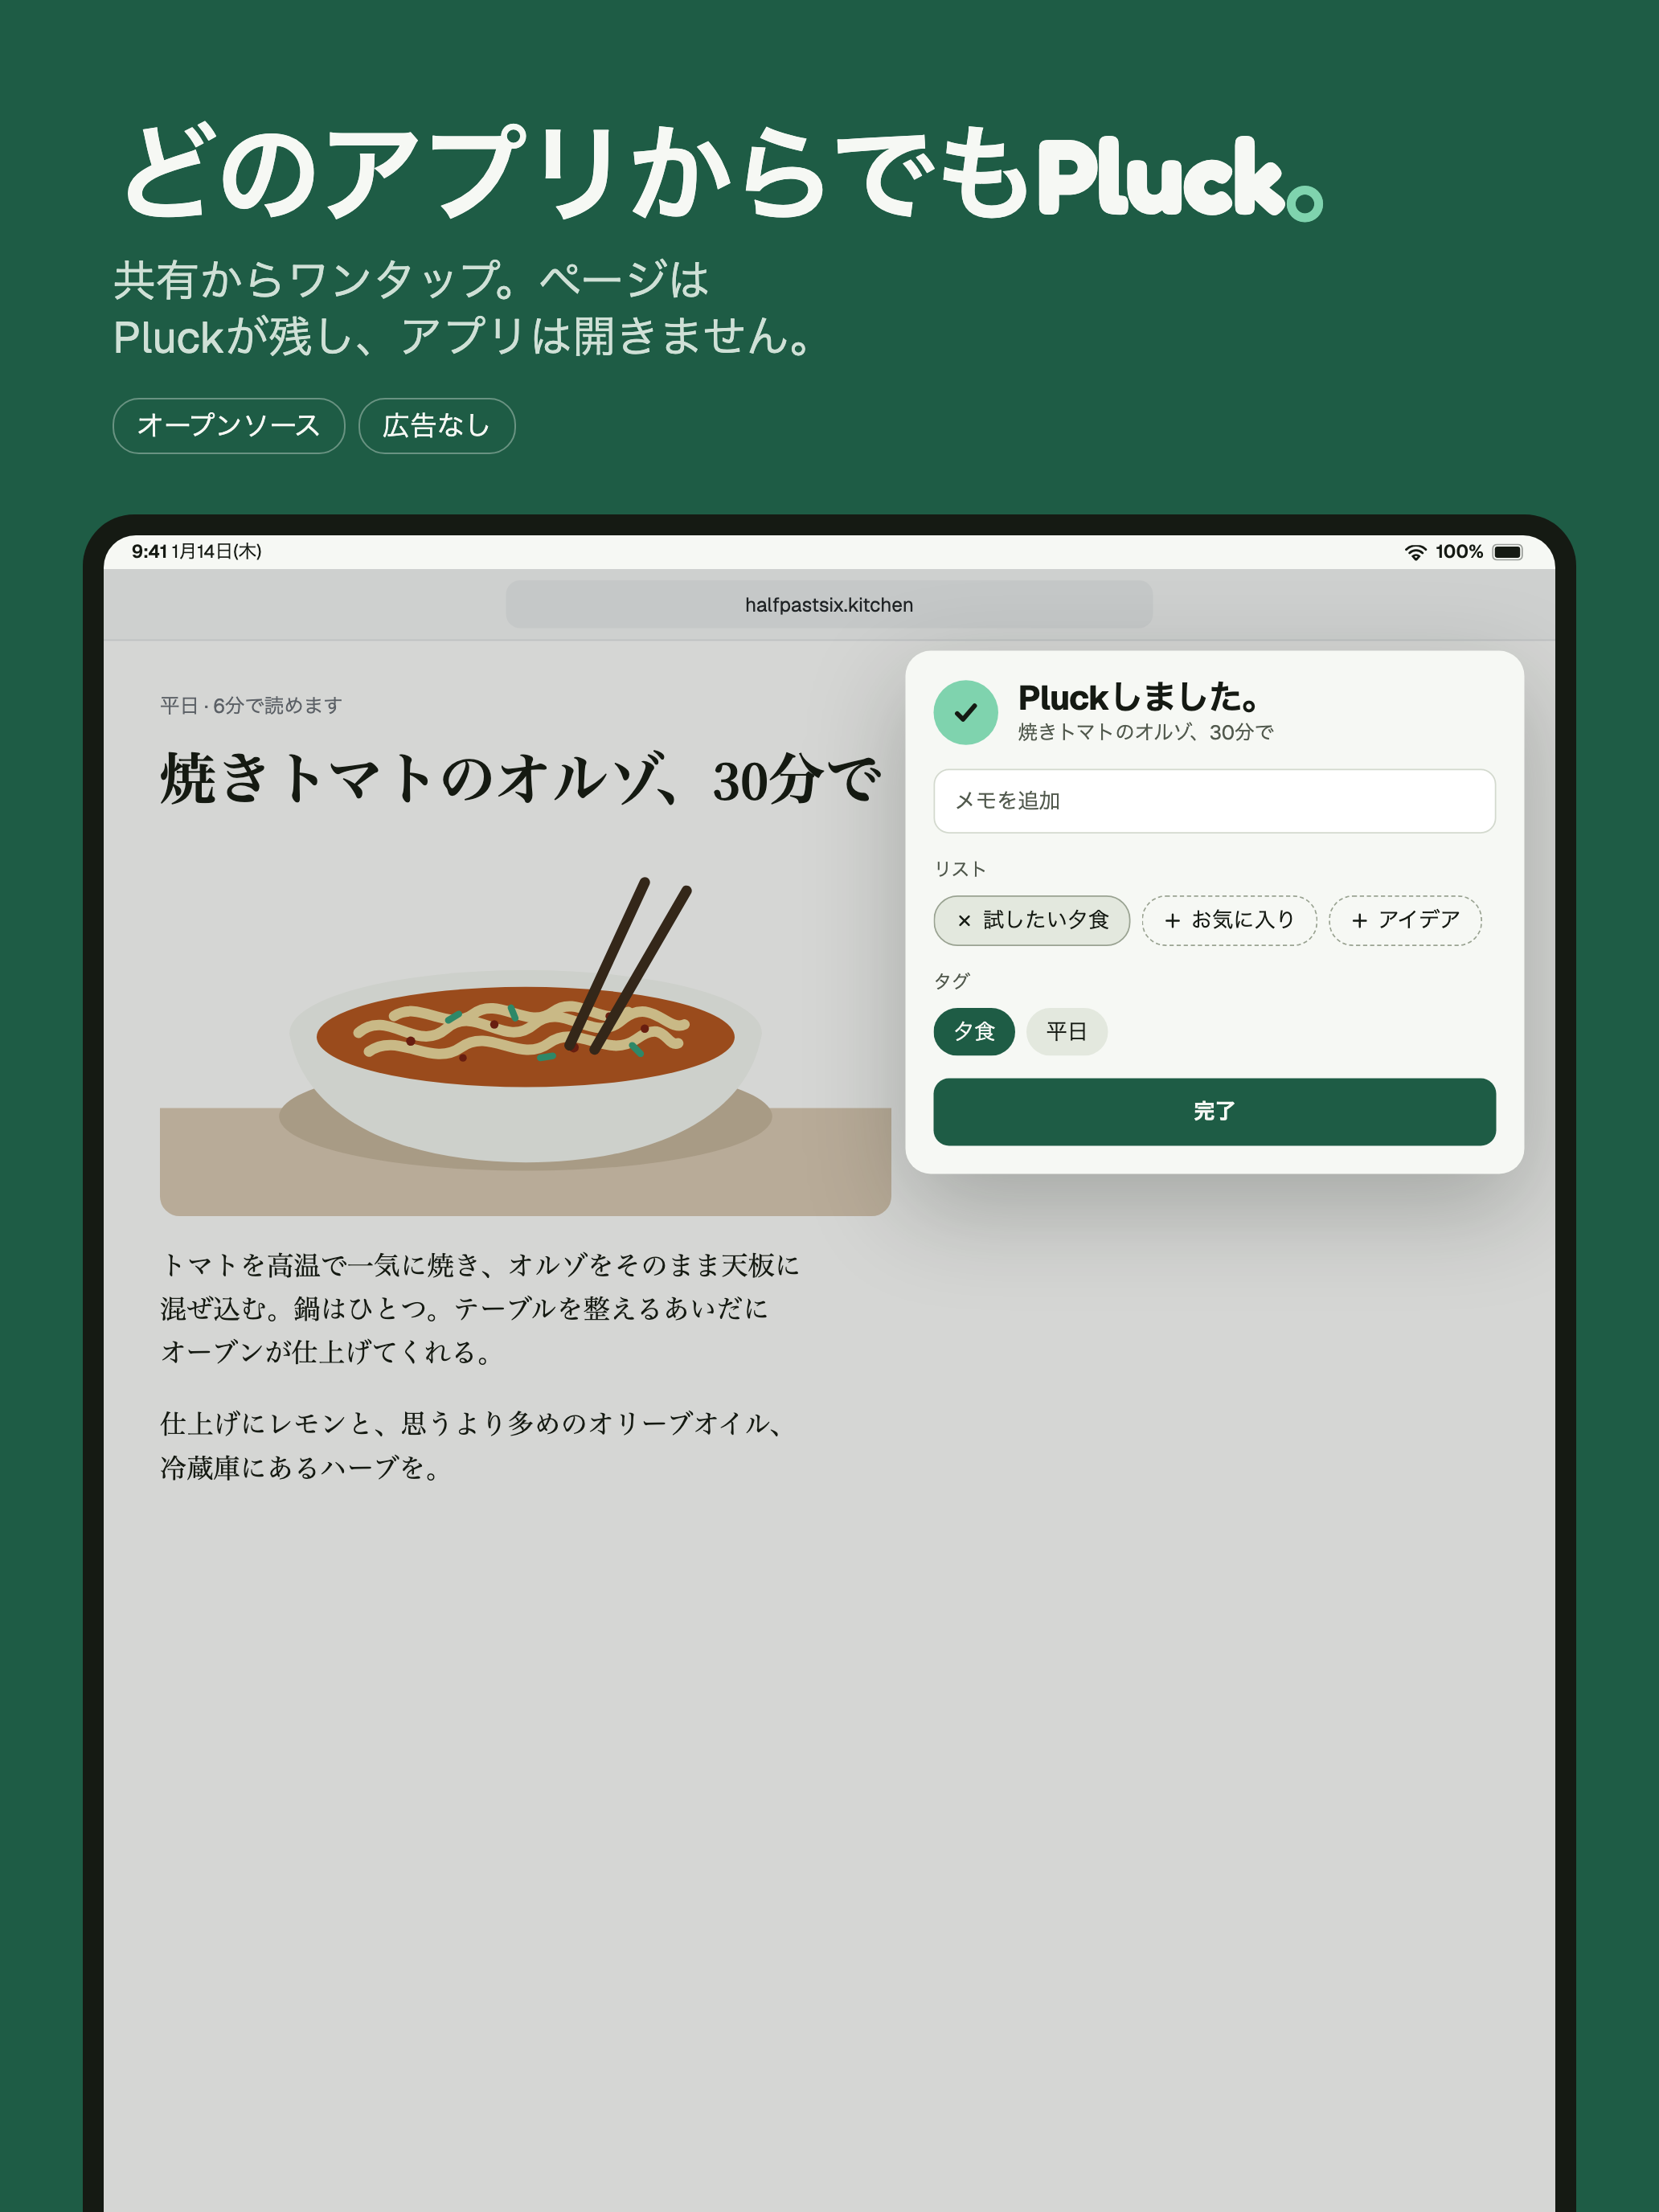 どのアプリからでもPluck。
共有からワンタップ。ページは
Pluckが残し、アプリは開きません。
オープンソース
広告なし
9:41 1月14日(木)
100%
halfpastsix.kitchen
平日 · 6分で読めます
焼きトマトのオルゾ、30分で
トマトを高温で一気に焼き、オルゾをそのまま天板に
混ぜ込む。鍋はひとつ。テーブルを整えるあいだに
オーブンが仕上げてくれる。
仕上げにレモンと、思うより多めのオリーブオイル、
冷蔵庫にあるハーブを。
Pluckしました。
焼きトマトのオルゾ、30分で
メモを追加
リスト
× 試したい夕食
+ お気に入り
+ アイデア
タグ
夕食
平日
完了